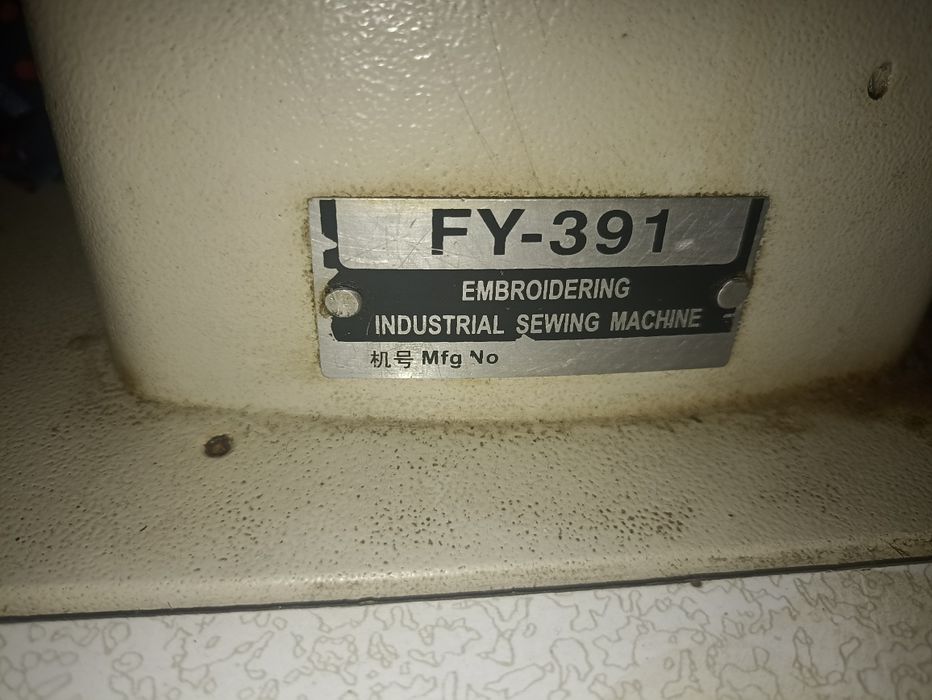 FY-391
EMBROIDERING
INDUSTRIAL SEWING MACHINE
机号 Mfg No